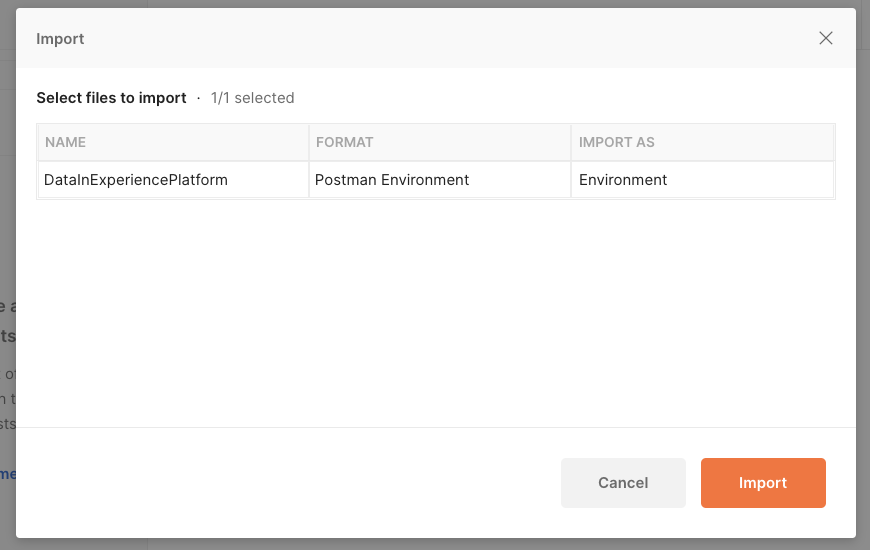 Import
Select files to import · 1/1 selected
NAME FORMAT IMPORT AS
DataInExperiencePlatform Postman Environment Environment
Cancel Import